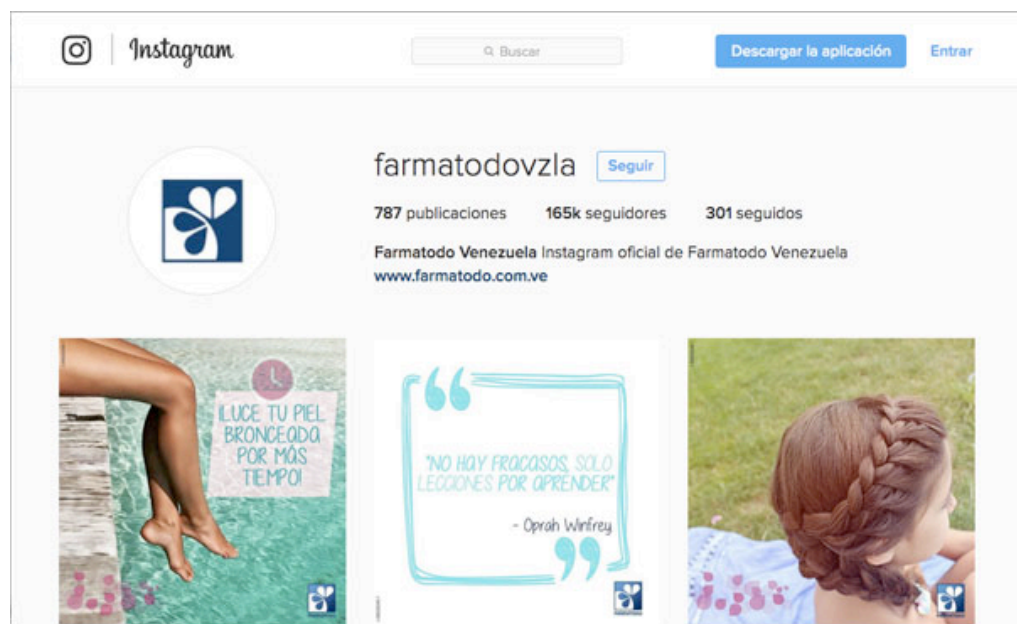 Instagram
Buscar
Descargar la aplicación
Entrar
farmatodovzla Seguir
787 publicaciones 165k seguidores 301 seguidos
Farmatodo Venezuela Instagram oficial de Farmatodo Venezuela
www.farmatodo.com.ve
¡LUCE TU PIEL
BRONCEADA
POR MÁS
TIEMPO!
"NO HAY FRACASOS, SOLO
LECCIONES POR APRENDER"
- Oprah Winfrey